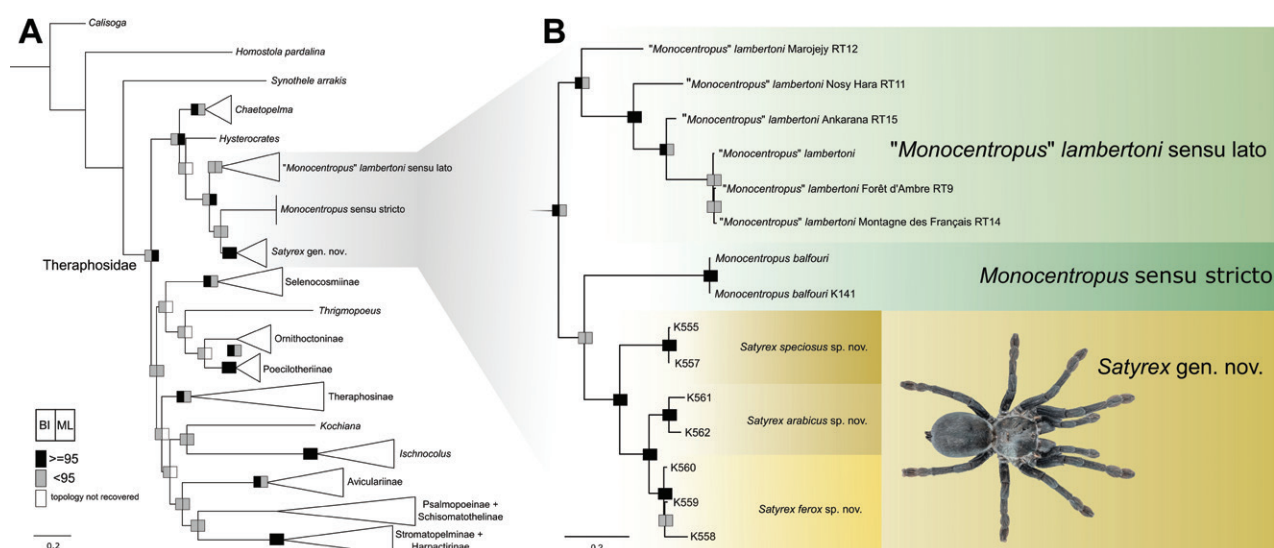 A
Calisoga
Homostola pardalina
Synothele arrakis
Chaetopelma
Hysterocrates
"Monocentropus" lambertoni sensu lato
Monocentropus sensu stricto
Satyrex gen. nov.
Theraphosidae
Selenocosmiinae
Thrigmopoeus
Ornithoctoninae
Poecilotheriinae
Theraphosinae
Kochiana
Ischnocolus
Aviculariinae
Psalmopoeinae +
Schismatothelinae
Stromatopelminae +
Harpactirinae
BI ML
>=95
<95
topology not recovered
0.2
B
"Monocentropus" lambertoni Marojejy RT12
"Monocentropus" lambertoni Nosy Hara RT11
"Monocentropus" lambertoni Ankarana RT15
"Monocentropus" lambertoni
"Monocentropus" lambertoni Forêt d'Ambre RT9
"Monocentropus" lambertoni Montagne des Français RT14
"Monocentropus" lambertoni sensu lato
Monocentropus balfouri
Monocentropus balfouri K141
Monocentropus sensu stricto
K555
K557
Satyrex speciosus sp. nov.
K561
K562
Satyrex arabicus sp. nov.
K560
K559
K558
Satyrex ferox sp. nov.
Satyrex gen. nov.
0.2